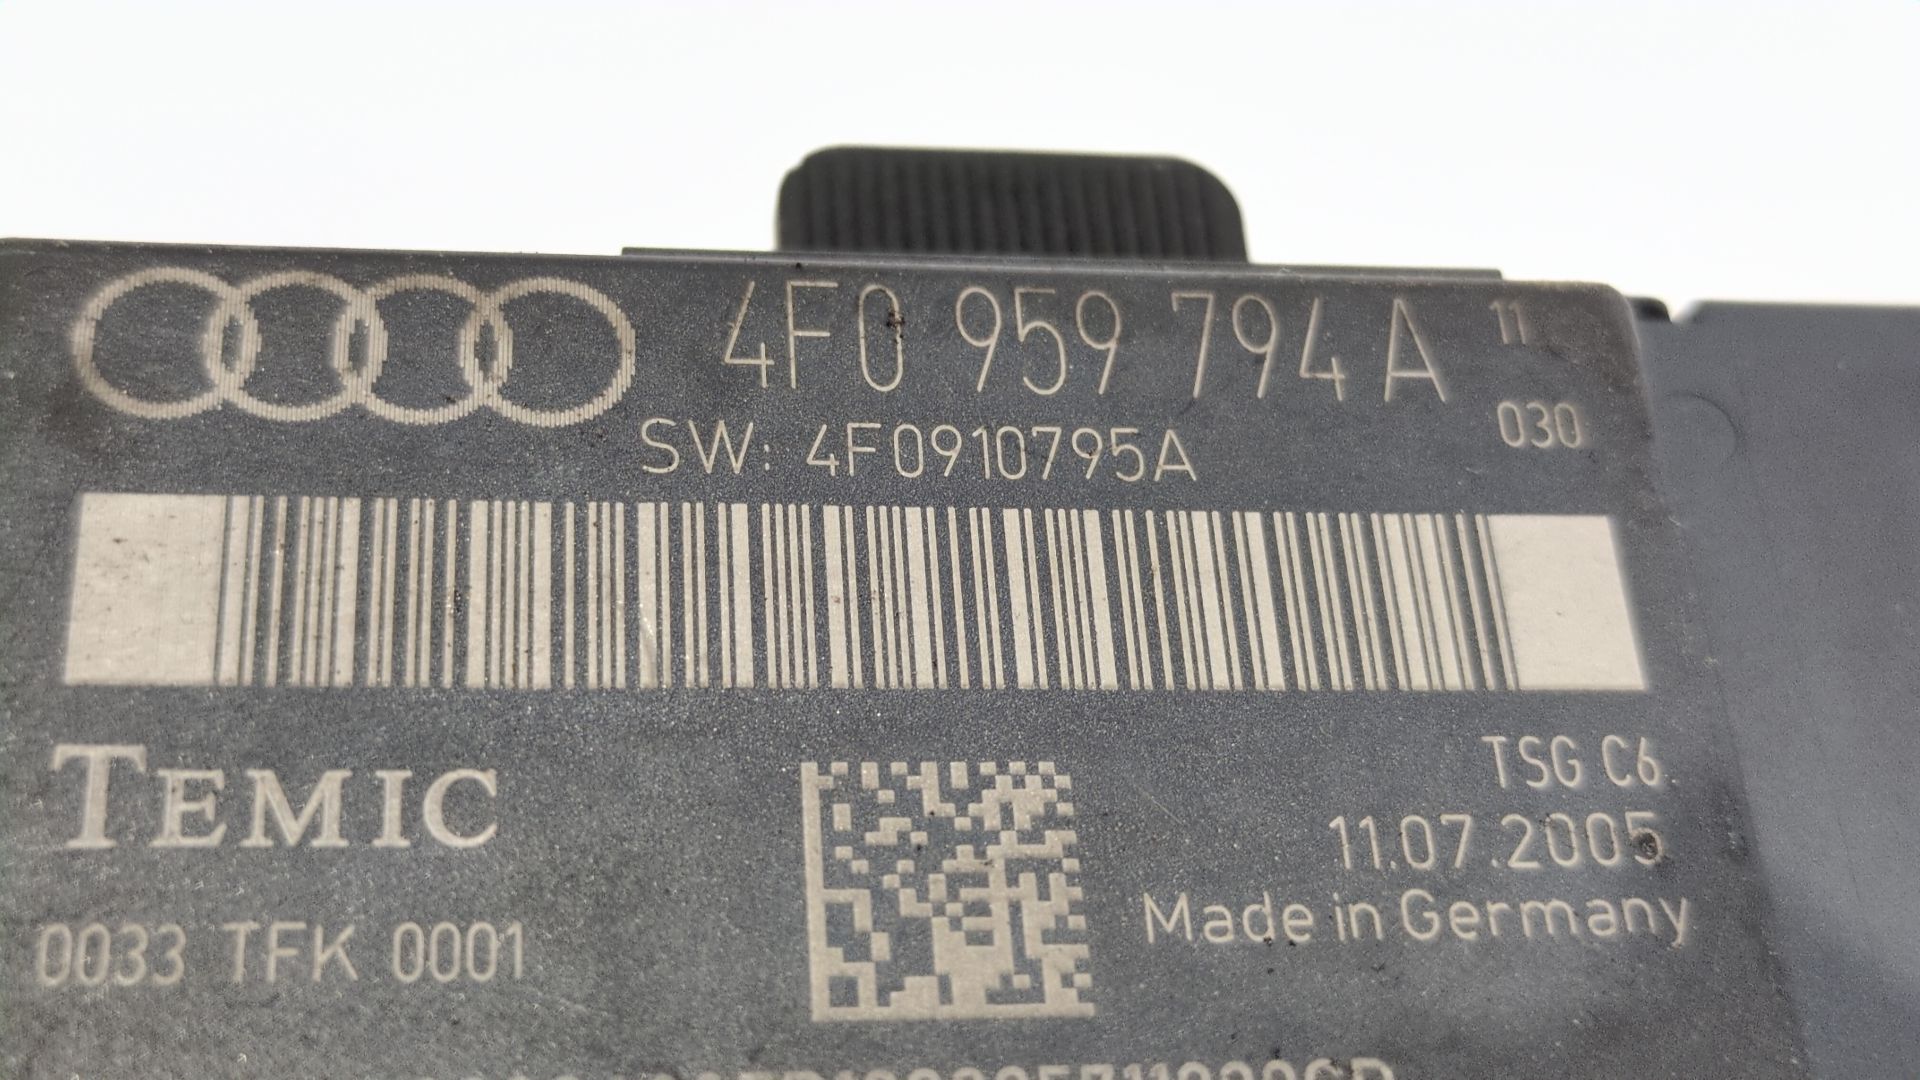 4F0 959 794 A 11
030
SW: 4F0910795A
TEMIC
TSG C6
11.07.2005
Made in Germany
0033 TFK 0001